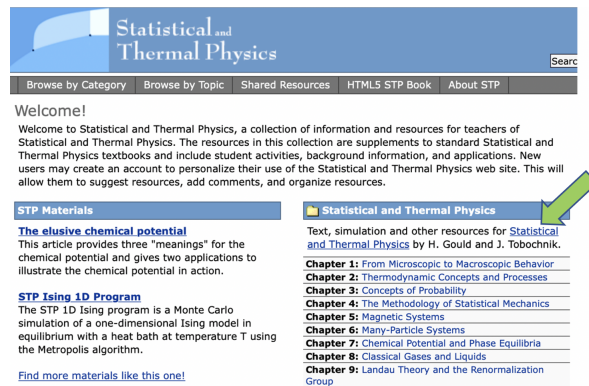 Statistical and
Thermal Physics
Searc
Browse by Category Browse by Topic Shared Resources HTML5 STP Book About STP
Welcome!
Welcome to Statistical and Thermal Physics, a collection of information and resources for teachers of
Statistical and Thermal Physics. The resources in this collection are supplements to standard Statistical and
Thermal Physics textbooks and include student activities, background information, and applications. New
users may create an account to personalize their use of the Statistical and Thermal Physics web site. This will
allow them to suggest resources, add comments, and organize resources.
STP Materials
The elusive chemical potential
This article provides three "meanings" for the
chemical potential and gives two applications to
illustrate the chemical potential in action.
STP Ising 1D Program
The STP 1D Ising program is a Monte Carlo
simulation of a one-dimensional Ising model in
equilibrium with a heat bath at temperature T using
the Metropolis algorithm.
Find more materials like this one!
Statistical and Thermal Physics
Text, simulation and other resources for Statistical
and Thermal Physics by H. Gould and J. Tobochnik.
Chapter 1: From Microscopic to Macroscopic Behavior
Chapter 2: Thermodynamic Concepts and Processes
Chapter 3: Concepts of Probability
Chapter 4: The Methodology of Statistical Mechanics
Chapter 5: Magnetic Systems
Chapter 6: Many-Particle Systems
Chapter 7: Chemical Potential and Phase Equilibria
Chapter 8: Classical Gases and Liquids
Chapter 9: Landau Theory and the Renormalization
Group